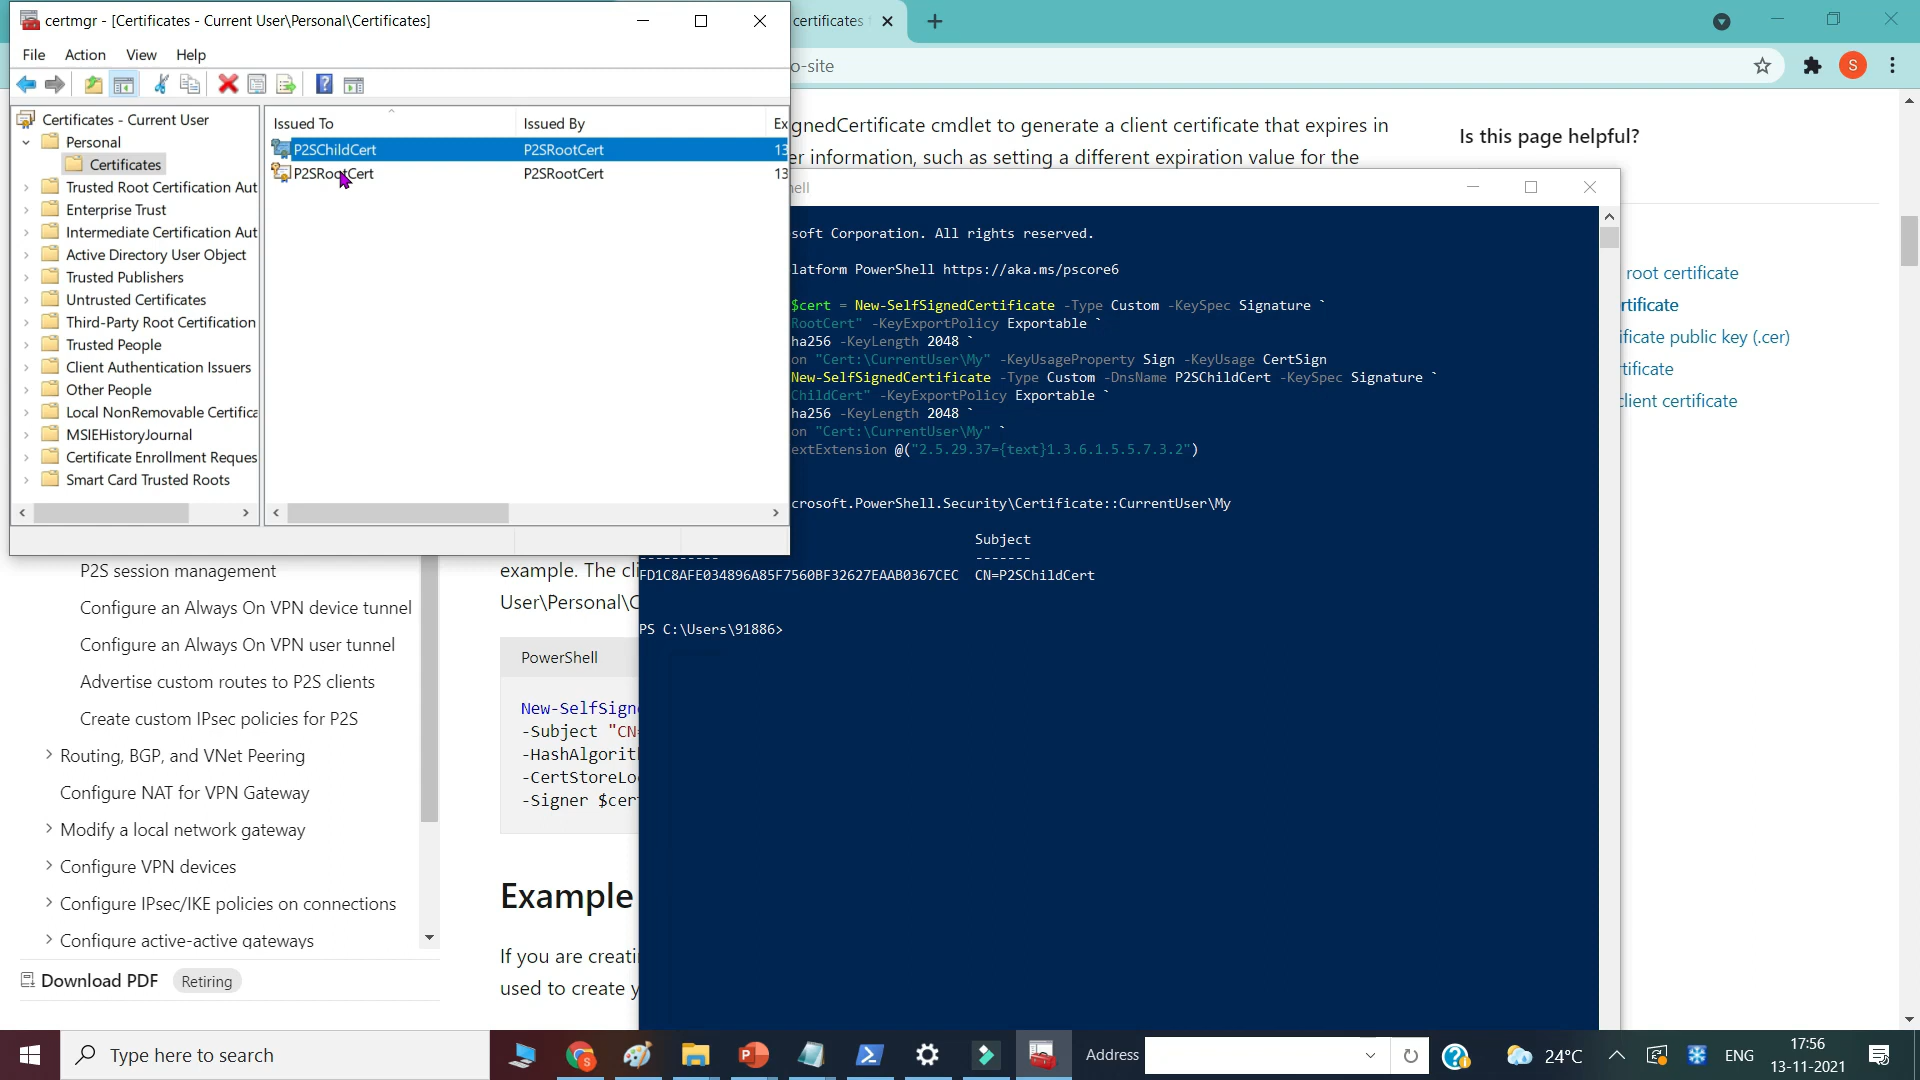 certmgr - [Certificates - Current User\Personal\Certificates]
File Action View Help
Certificates - Current User
Personal
Certificates
Trusted Root Certification Aut
Enterprise Trust
Intermediate Certification Aut
Active Directory User Object
Trusted Publishers
Untrusted Certificates
Third-Party Root Certification
Trusted People
Client Authentication Issuers
Other People
Local NonRemovable Certifica
MSIEHistoryJournal
Certificate Enrollment Reques
Smart Card Trusted Roots
Issued To Issued By Ex
P2SChildCert P2SRootCert 13
P2SRootCert P2SRootCert 13
certificates
o-site
S
gnedCertificate cmdlet to generate a client certificate that expires in
er information, such as setting a different expiration value for the
Is this page helpful?
root certificate
rtificate
ificate public key (.cer)
rtificate
client certificate
ell
soft Corporation. All rights reserved.
latform PowerShell https://aka.ms/pscore6
$cert = New-SelfSignedCertificate -Type Custom -KeySpec Signature `
RootCert" -KeyExportPolicy Exportable `
ha256 -KeyLength 2048 `
on "Cert:\CurrentUser\My" -KeyUsageProperty Sign -KeyUsage CertSign
New-SelfSignedCertificate -Type Custom -DnsName P2SChildCert -KeySpec Signature `
ChildCert" -KeyExportPolicy Exportable `
ha256 -KeyLength 2048 `
on "Cert:\CurrentUser\My" `
extExtension @("2.5.29.37={text}1.3.6.1.5.5.7.3.2")
crosoft.PowerShell.Security\Certificate::CurrentUser\My
Subject
---------- -------
FD1C8AFE034896A85F7560BF32627EAAB0367CEC CN=P2SChildCert
PS C:\Users\91886>
P2S session management
Configure an Always On VPN device tunnel
Configure an Always On VPN user tunnel
Advertise custom routes to P2S clients
Create custom IPsec policies for P2S
Routing, BGP, and VNet Peering
Configure NAT for VPN Gateway
Modify a local network gateway
Configure VPN devices
Configure IPsec/IKE policies on connections
Configure active-active gateways
Download PDF Retiring
example. The cli
User\Personal\C
PowerShell
New-SelfSign
-Subject "CN=
-HashAlgorith
-CertStoreLo
-Signer $cer
Example
If you are creati
used to create y
Type here to search
Address
24°C
ENG
17:56
13-11-2021